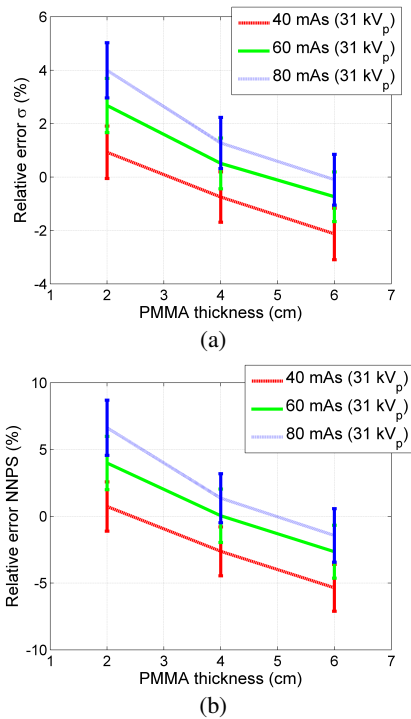 6
4
2
0
-2
-4
Relative error σ (%)
40 mAs (31 kVp)
60 mAs (31 kVp)
80 mAs (31 kVp)
1 2 3 4 5 6 7
PMMA thickness (cm)
(a)
10
5
0
-5
-10
Relative error NNPS (%)
40 mAs (31 kVp)
60 mAs (31 kVp)
80 mAs (31 kVp)
1 2 3 4 5 6 7
PMMA thickness (cm)
(b)